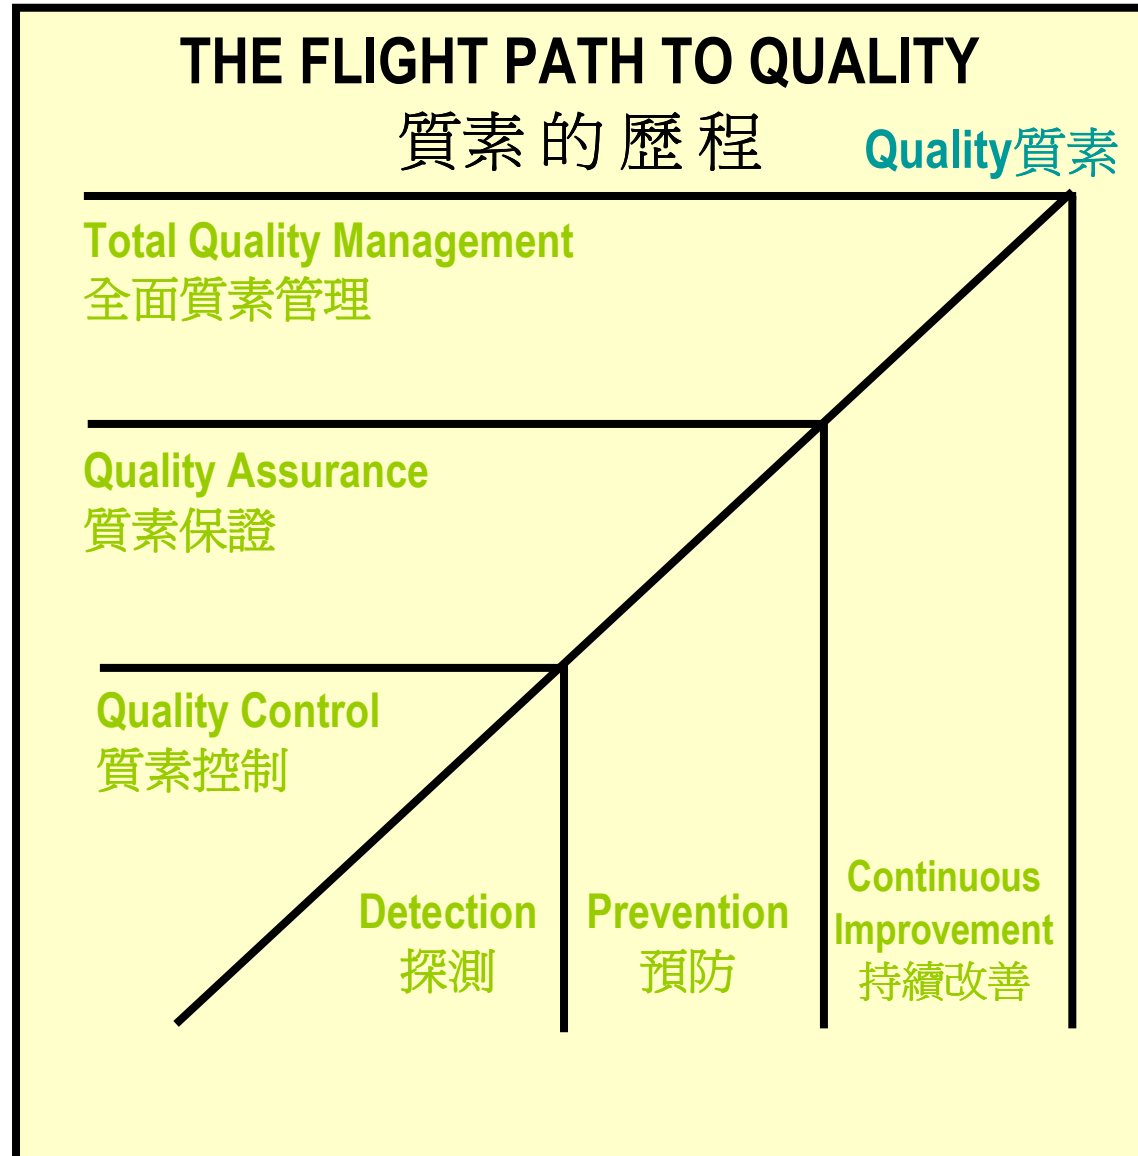 THE FLIGHT PATH TO QUALITY
質素的歷程
Quality質素
Total Quality Management
全面質素管理
Quality Assurance
質素保證
Quality Control
質素控制
Detection
探測
Prevention
預防
Continuous
Improvement
持續改善